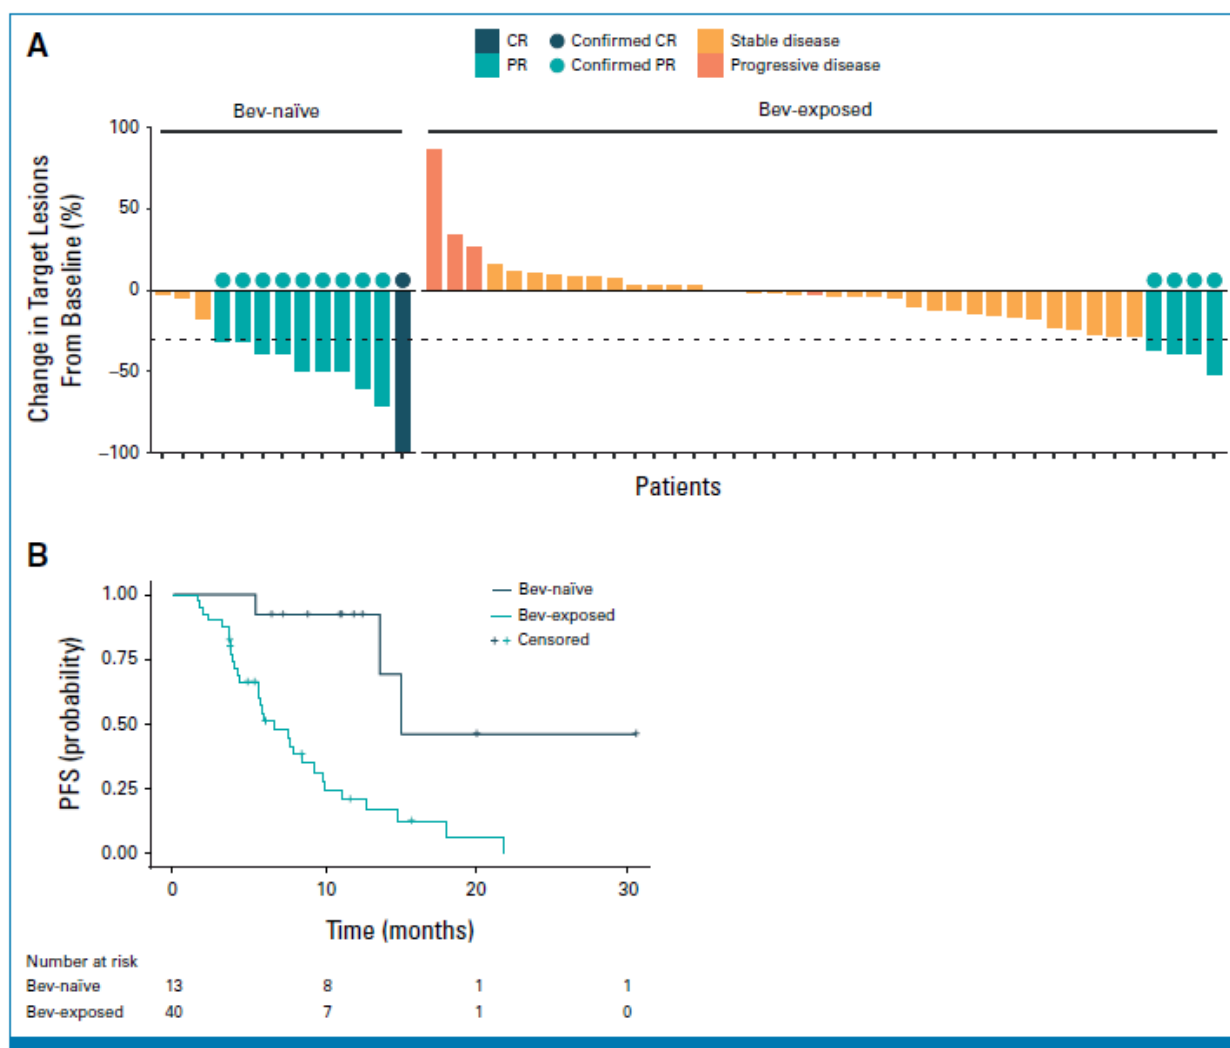 A
CR Confirmed CR Stable disease
PR Confirmed PR Progressive disease
Bev-naïve Bev-exposed
Change in Target Lesions
From Baseline (%)
100
50
0
–50
–100
Patients
B
Bev-naïve
Bev-exposed
Censored
PFS (probability)
1.00
0.75
0.50
0.25
0.00
0 10 20 30
Time (months)
Number at risk
Bev-naïve 13 8 1 1
Bev-exposed 40 7 1 0